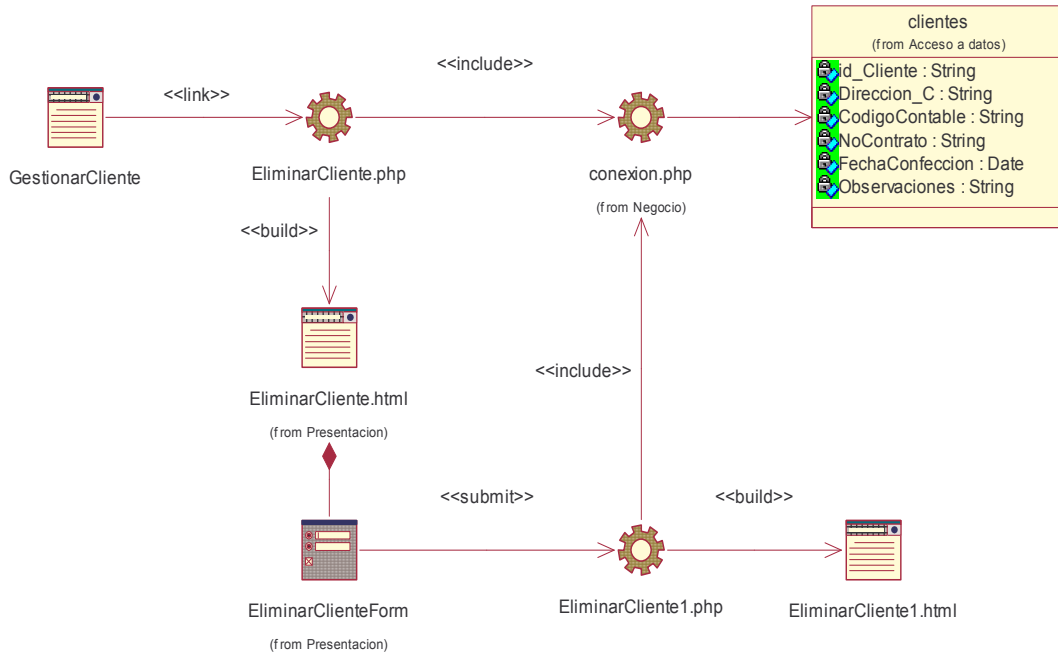 clientes
(from Acceso a datos)
id_Cliente : String
Direccion_C : String
CodigoContable : String
NoContrato : String
FechaConfeccion : Date
Observaciones : String
<<link>>
<<include>>
GestionarCliente
EliminarCliente.php
conexion.php
(from Negocio)
<<build>>
<<include>>
EliminarCliente.html
(from Presentacion)
<<submit>>
<<build>>
EliminarClienteForm
(from Presentacion)
EliminarCliente1.php
EliminarCliente1.html